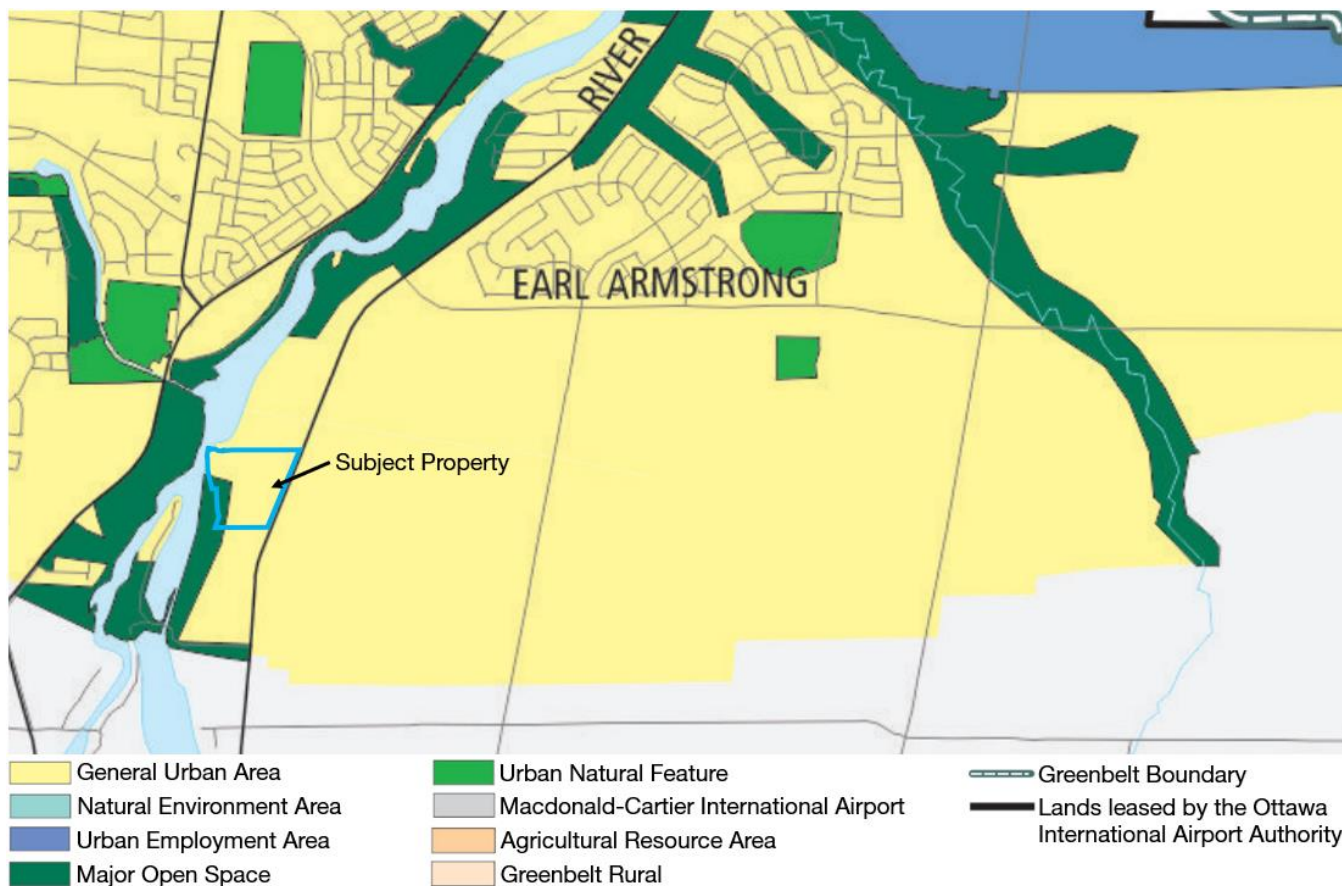 RIVER
EARL ARMSTRONG
Subject Property
General Urban Area
Natural Environment Area
Urban Employment Area
Major Open Space
Urban Natural Feature
Macdonald-Cartier International Airport
Agricultural Resource Area
Greenbelt Rural
Greenbelt Boundary
Lands leased by the Ottawa
International Airport Authority